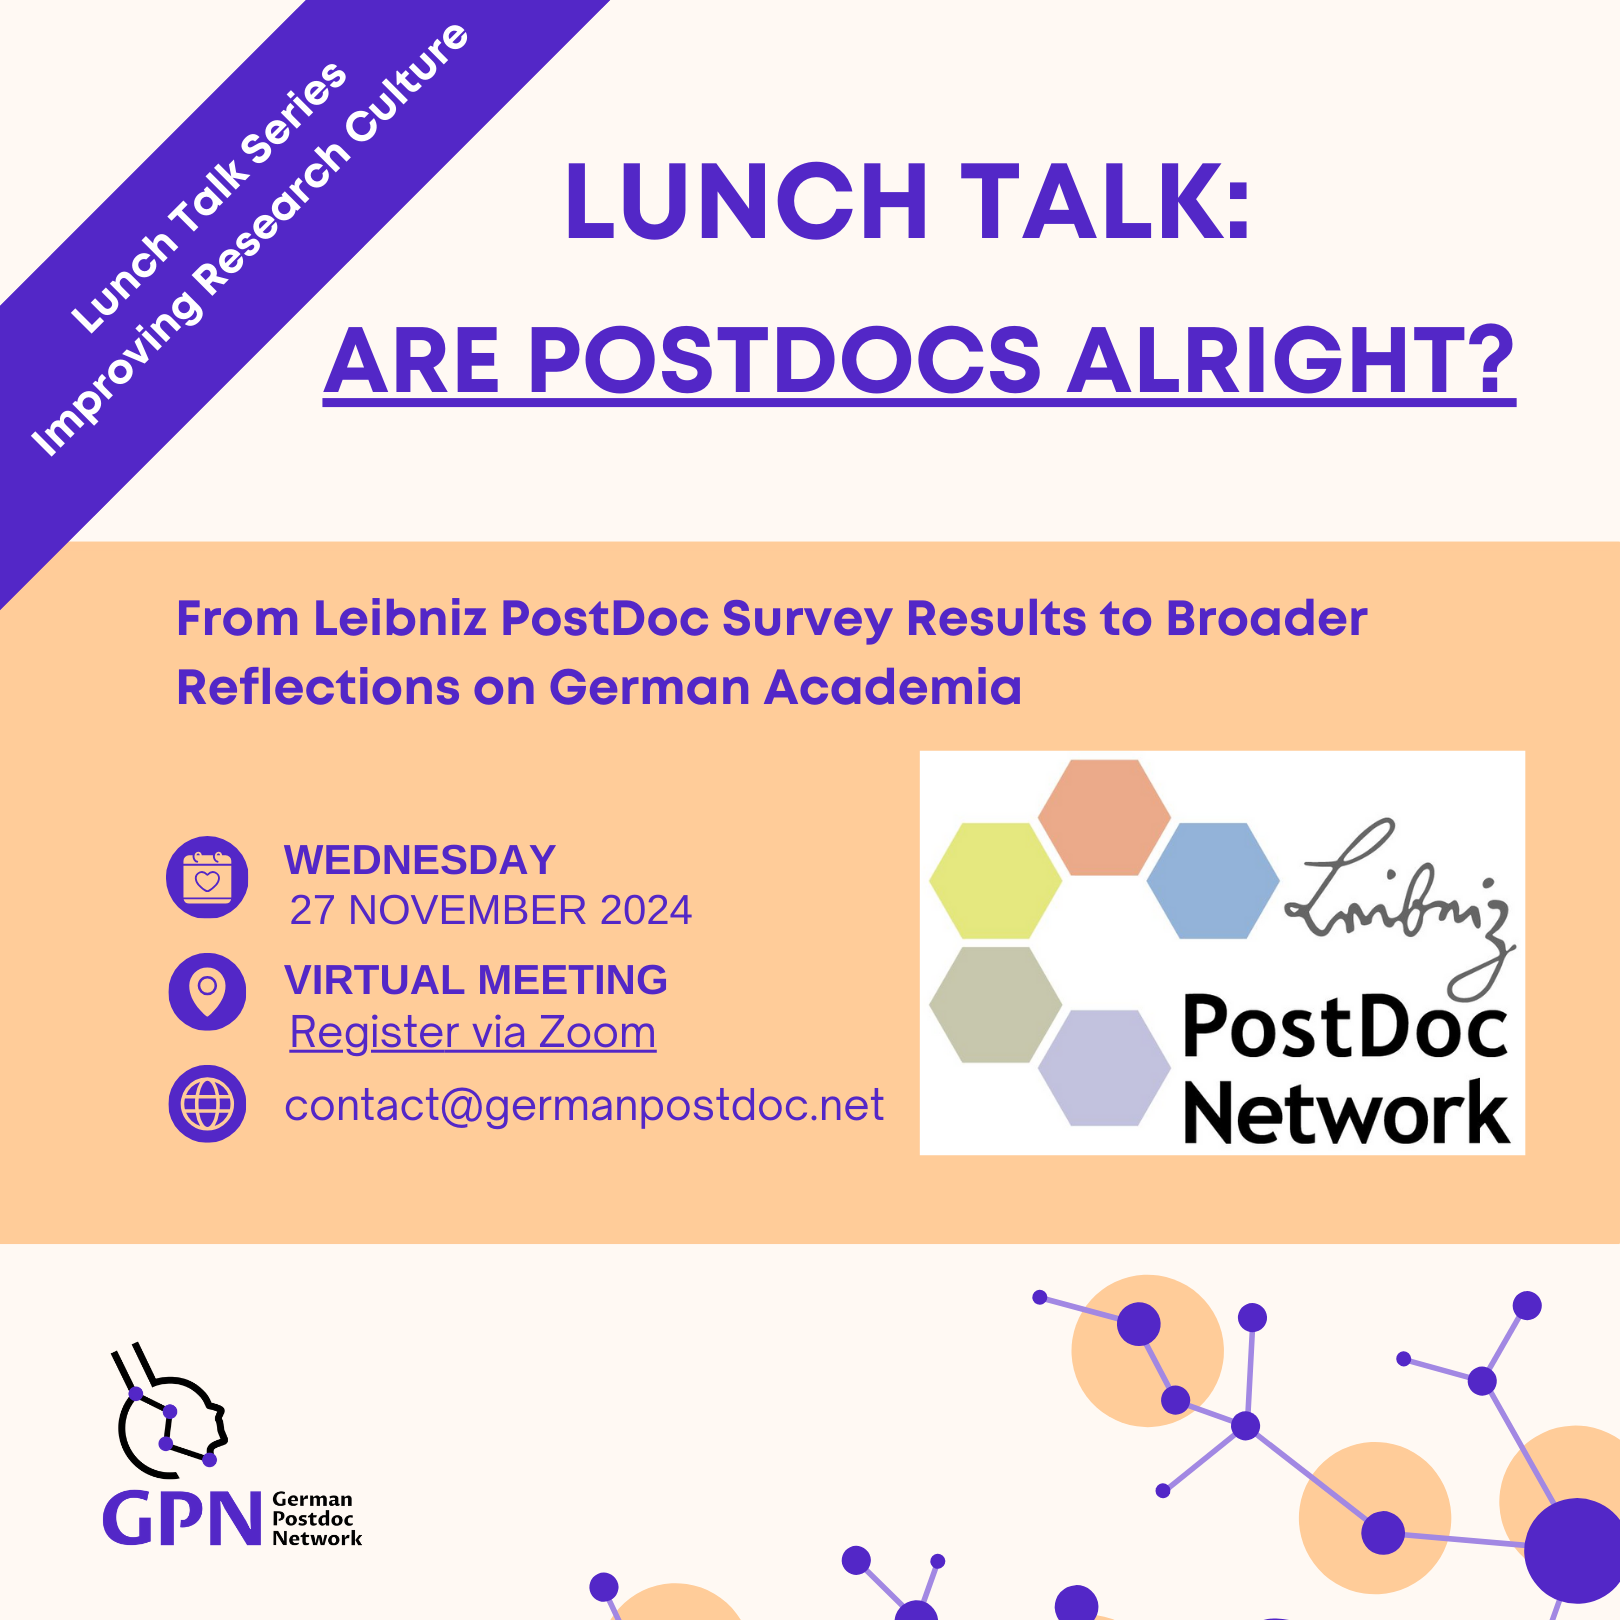 Lunch Talk Series
Improving Research Culture
LUNCH TALK:
ARE POSTDOCS ALRIGHT?
From Leibniz PostDoc Survey Results to Broader
Reflections on German Academia
WEDNESDAY
27 NOVEMBER 2024
VIRTUAL MEETING
Register via Zoom
contact@germanpostdoc.net
Leibniz
PostDoc
Network
GPN
German
Postdoc
Network